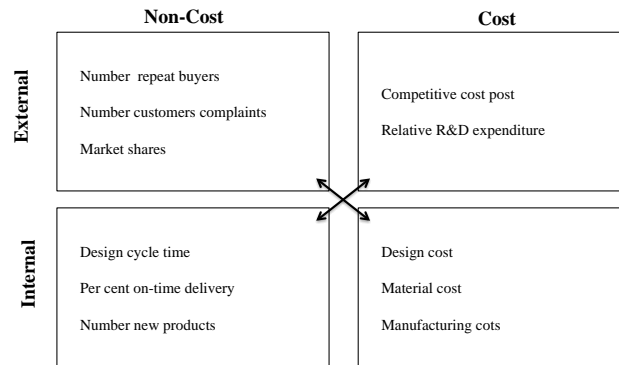 Non-Cost
Cost
External
Number repeat buyers
Number customers complaints
Market shares
Competitive cost post
Relative R&D expenditure
Internal
Design cycle time
Per cent on-time delivery
Number new products
Design cost
Material cost
Manufacturing cots